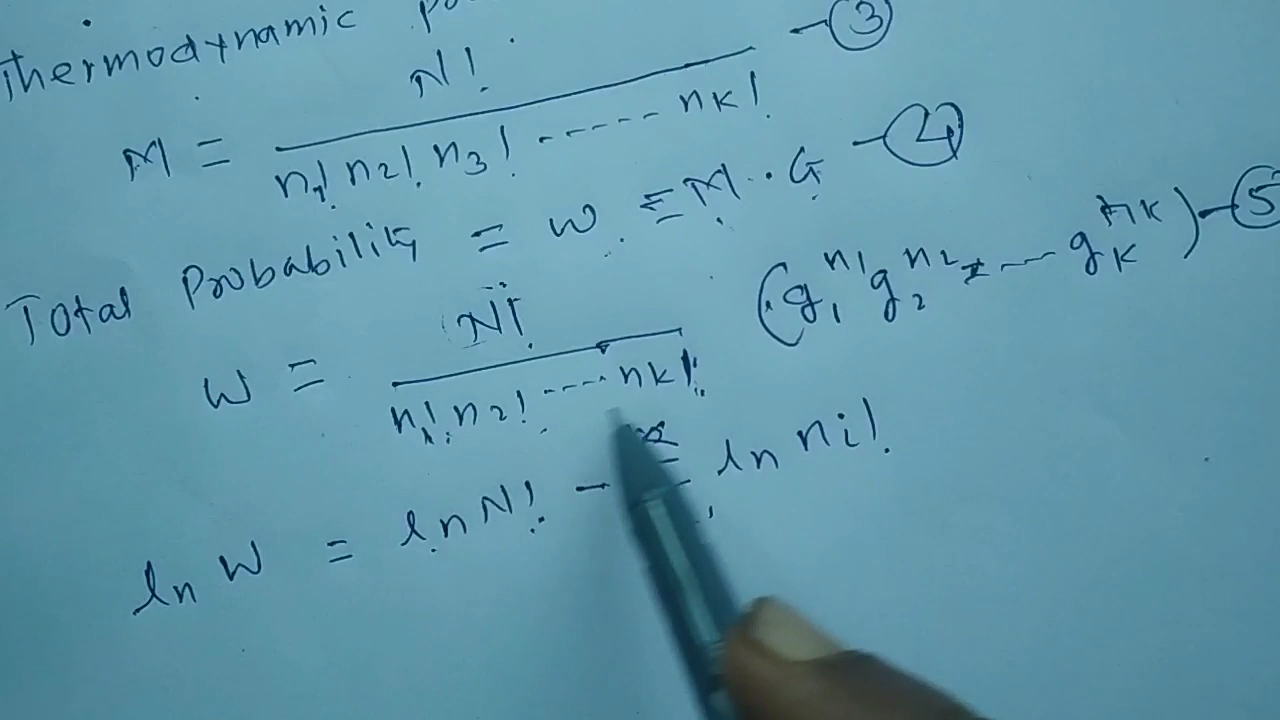 Thermodynamic
M = N! / n1! n2! n3! ----- nk! — ③
Total Probability = W = M . G — ④
W = N! / n1! n2! ---- nk! (g1^n1 g2^n2 --- gK^nK) — ⑤
ln W = ln N! - ln ni!